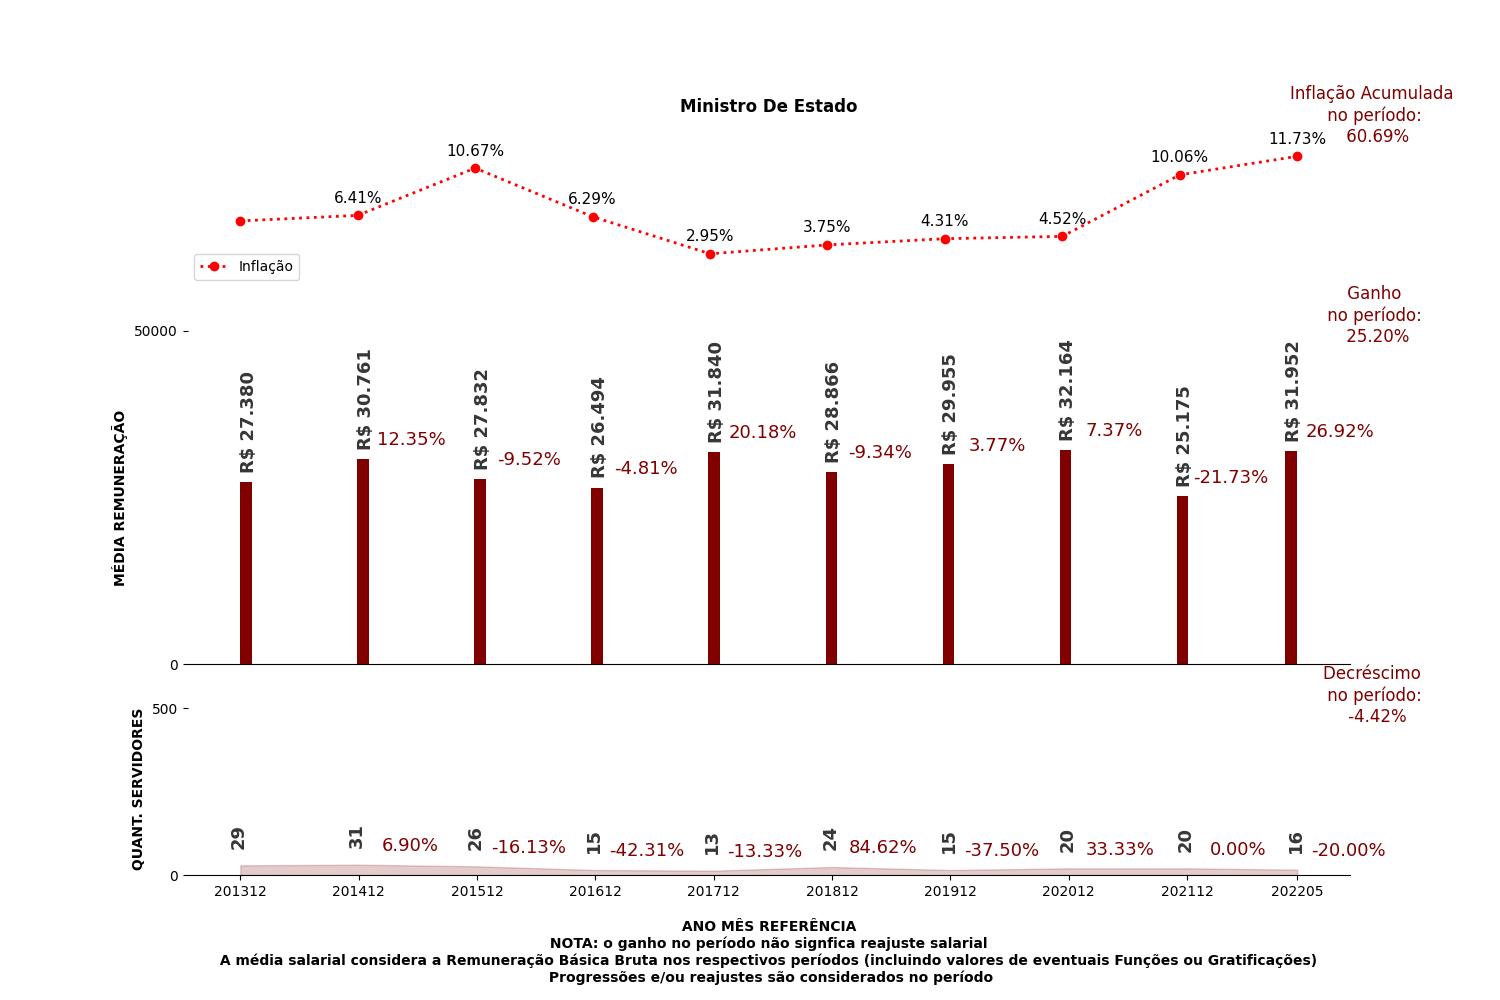 Ministro De Estado
Inflação Acumulada
no período:
60.69%
6.41%
10.67%
6.29%
2.95%
3.75%
4.31%
4.52%
10.06%
11.73%
Inflação
Ganho
no período:
25.20%
50000
0
MÉDIA REMUNERAÇÃO
R$ 27.380
R$ 30.761
R$ 27.832
R$ 26.494
R$ 31.840
R$ 28.866
R$ 29.955
R$ 32.164
R$ 25.175
R$ 31.952
12.35%
-9.52%
-4.81%
20.18%
-9.34%
3.77%
7.37%
-21.73%
26.92%
Decréscimo
no período:
-4.42%
500
0
QUANT. SERVIDORES
29
31
26
15
13
24
15
20
20
16
6.90%
-16.13%
-42.31%
-13.33%
84.62%
-37.50%
33.33%
0.00%
-20.00%
201312
201412
201512
201612
201712
201812
201912
202012
202112
202205
ANO MÊS REFERÊNCIA
NOTA: o ganho no período não signfica reajuste salarial
A média salarial considera a Remuneração Básica Bruta nos respectivos períodos (incluindo valores de eventuais Funções ou Gratificações)
Progressões e/ou reajustes são considerados no período